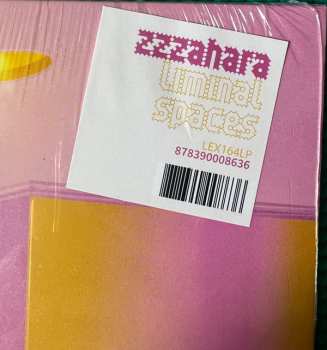 zzzahara
liminal
spaces
LEX164LP
878390008636